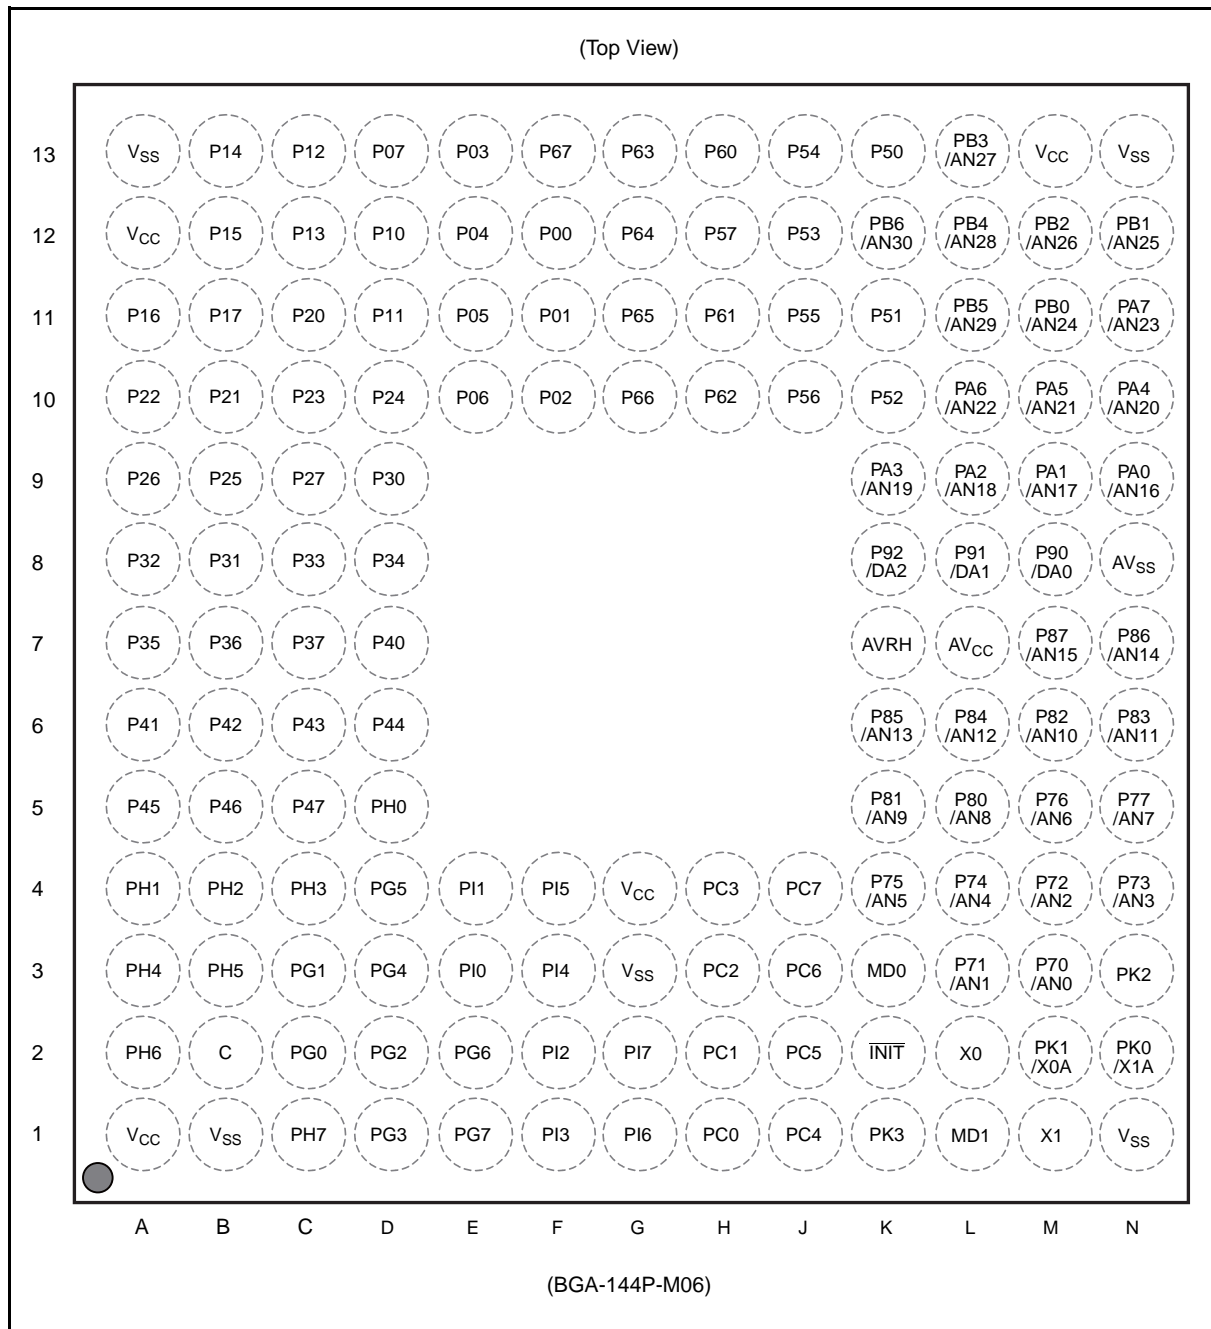 (Top View)
13 VSS P14 P12 P07 P03 P67 P63 P60 P54 P50 PB3/AN27 VCC VSS
12 VCC P15 P13 P10 P04 P00 P64 P57 P53 PB6/AN30 PB4/AN28 PB2/AN26 PB1/AN25
11 P16 P17 P20 P11 P05 P01 P65 P61 P55 P51 PB5/AN29 PB0/AN24 PA7/AN23
10 P22 P21 P23 P24 P06 P02 P66 P62 P56 P52 PA6/AN22 PA5/AN21 PA4/AN20
9 P26 P25 P27 P30 PA3/AN19 PA2/AN18 PA1/AN17 PA0/AN16
8 P32 P31 P33 P34 P92/DA2 P91/DA1 P90/DA0 AVSS
7 P35 P36 P37 P40 AVRH AVCC P87/AN15 P86/AN14
6 P41 P42 P43 P44 P85/AN13 P84/AN12 P82/AN10 P83/AN11
5 P45 P46 P47 PH0 P81/AN9 P80/AN8 P76/AN6 P77/AN7
4 PH1 PH2 PH3 PG5 PI1 PI5 VCC PC3 PC7 P75/AN5 P74/AN4 P72/AN2 P73/AN3
3 PH4 PH5 PG1 PG4 PI0 PI4 VSS PC2 PC6 MD0 P71/AN1 P70/AN0 PK2
2 PH6 C PG0 PG2 PG6 PI2 PI7 PC1 PC5 INIT X0 PK1/X0A PK0/X1A
1 VCC VSS PH7 PG3 PG7 PI3 PI6 PC0 PC4 PK3 MD1 X1 VSS
A B C D E F G H J K L M N
(BGA-144P-M06)